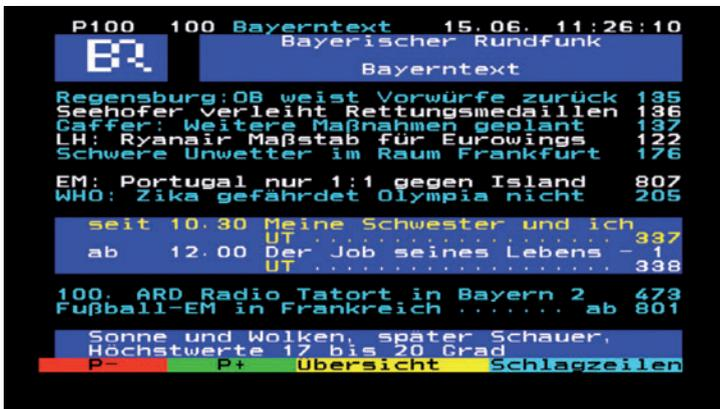 P100 100 Bayerntext 15.06. 11:26:10
BR
Bayerischer Rundfunk
Bayerntext
Regensburg:OB weist Vorwürfe zurück 135
Seehofer verleiht Rettungsmedaillen 136
Gaffer: Weitere Maßnahmen geplant 137
LH: Ryanair Maßstab für Eurowings 122
Schwere Unwetter im Raum Frankfurt 176
EM: Portugal nur 1:1 gegen Island 807
WHO: Zika gefährdet Olympia nicht 205
seit 10.30 Meine Schwester und ich
UT . . . . . . . . . . . . . . . . . . 337
ab 12.00 Der Job seines Lebens - 1
UT . . . . . . . . . . . . . . . . . . 338
100. ARD Radio Tatort in Bayern 2 473
Fußball-EM in Frankreich ....... ab 801
Sonne und Wolken, später Schauer,
Höchstwerte 17 bis 20 Grad
P- P+ Übersicht Schlagzeilen